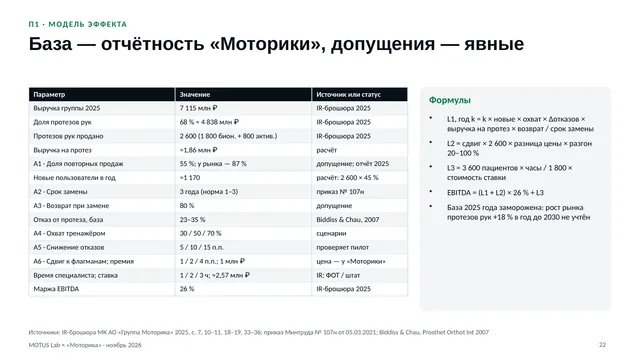 П1 · МОДЕЛЬ ЭФФЕКТА
База — отчётность «Моторики», допущения — явные
Параметр Значение Источник или статус
Выручка группы 2025 7 115 млн ₽ IR-брошюра 2025
Доля протезов рук 68 % ≈ 4 838 млн ₽ IR-брошюра 2025
Протезов рук продано 2 600 (1 800 бион. + 800 актив.) IR-брошюра 2025
Выручка на протез ≈1,86 млн ₽ расчёт
А1 · Доля повторных продаж 55 %; у рынка — 87 % допущение; отчёт 2025
Новые пользователи в год ≈1 170 расчёт: 2 600 × 45 %
А2 · Срок замены 3 года (норма 1–3) приказ № 107н
А3 · Возврат при замене 80 % допущение
Отказ от протеза, база 23–35 % Biddiss & Chau, 2007
А4 · Охват тренажёром 30 / 50 / 70 % сценарии
А5 · Снижение отказов 5 / 10 / 15 п.п. проверяет пилот
А6 · Сдвиг к флагманам; премия 1 / 2 / 4 п.п.; 1 млн ₽ цена — у «Моторики»
Время специалиста; ставка 1 / 2 / 3 ч; ≈2,57 млн ₽ IR: ФОТ / штат
Маржа EBITDA 26 % IR-брошюра 2025
Формулы
• L1, год k = k × новые × охват × Δотказов ×
выручка на протез × возврат / срок замены
• L2 = сдвиг × 2 600 × разница цены × разгон
20–100 %
• L3 = 3 600 пациентов × часы / 1 800 ×
стоимость ставки
• EBITDA = (L1 + L2) × 26 % + L3
• База 2025 года заморожена: рост рынка
протезов рук +18 % в год до 2030 не учтён
Источники: IR-брошюра МК АО «Группа Моторика» 2025, с. 7, 10–11, 18–19, 33–36; приказ Минтруда № 107н от 05.03.2021; Biddiss & Chau, Prosthet Orthot Int 2007
MOTUS Lab × «Моторика» · ноябрь 2026 22